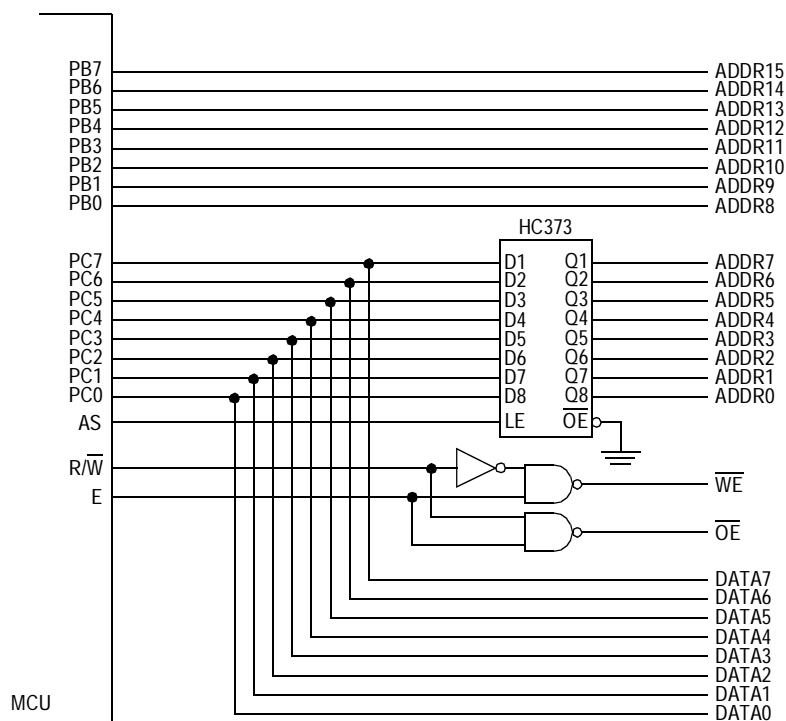 PB7 ADDR15
PB6 ADDR14
PB5 ADDR13
PB4 ADDR12
PB3 ADDR11
PB2 ADDR10
PB1 ADDR9
PB0 ADDR8
HC373
PC7 D1 Q1 ADDR7
PC6 D2 Q2 ADDR6
PC5 D3 Q3 ADDR5
PC4 D4 Q4 ADDR4
PC3 D5 Q5 ADDR3
PC2 D6 Q6 ADDR2
PC1 D7 Q7 ADDR1
PC0 D8 Q8 ADDR0
AS LE O̅E̅
R/W̅
E W̅E̅
O̅E̅
DATA7
DATA6
DATA5
DATA4
DATA3
DATA2
DATA1
MCU DATA0